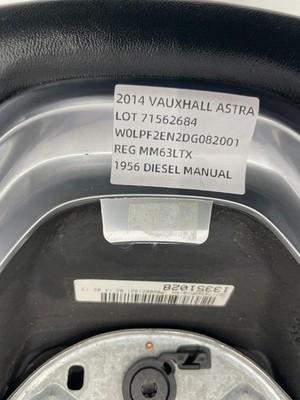 2014 VAUXHALL ASTRA
LOT 71562684
W0LPF2EN2DG082001
REG MM63LTX
1956 DIESEL MANUAL
13351028